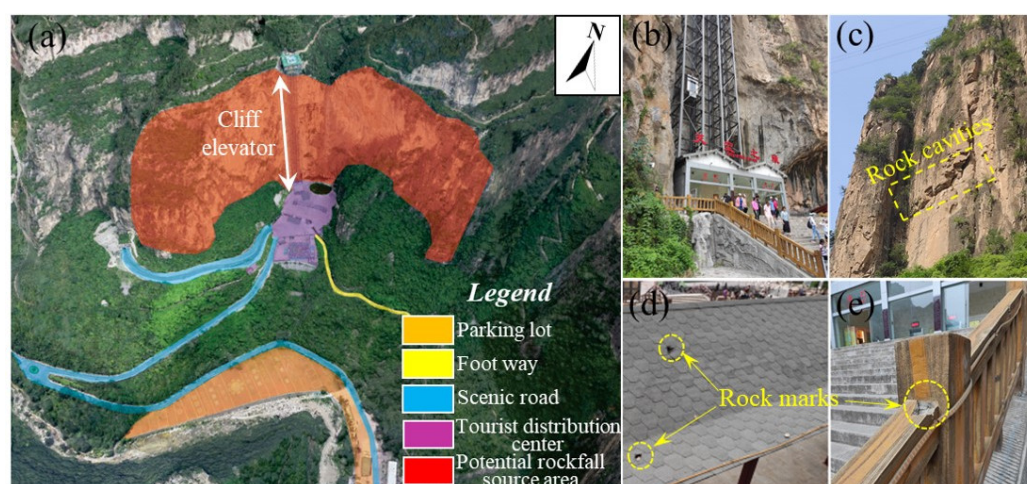 (a)
N
Cliff
elevator
Legend
Parking lot
Foot way
Scenic road
Tourist distribution
center
Potential rockfall
source area
(b)
(c)
Rock cavities
(d)
(e)
Rock marks